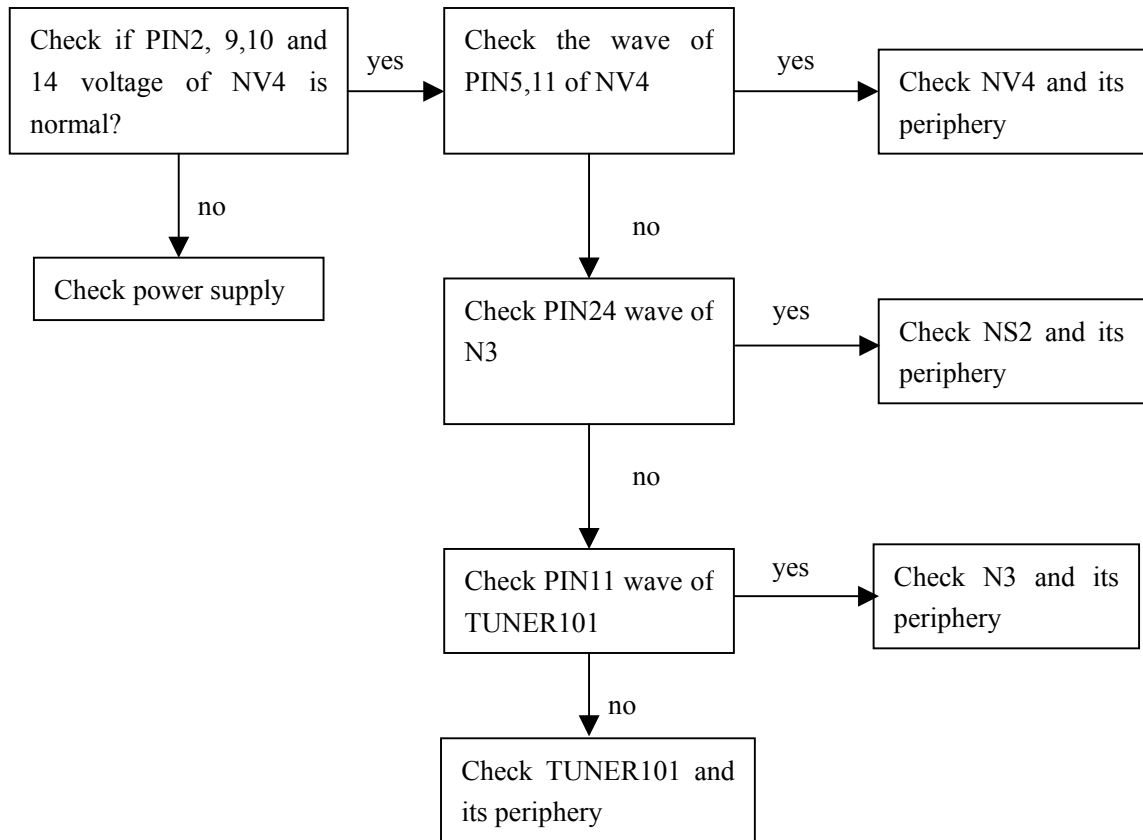 Check if PIN2, 9,10 and
14 voltage of NV4 is
normal?
yes
Check the wave of
PIN5,11 of NV4
yes
Check NV4 and its
periphery
no
Check power supply
no
Check PIN24 wave of
N3
yes
Check NS2 and its
periphery
no
Check PIN11 wave of
TUNER101
yes
Check N3 and its
periphery
no
Check TUNER101 and
its periphery